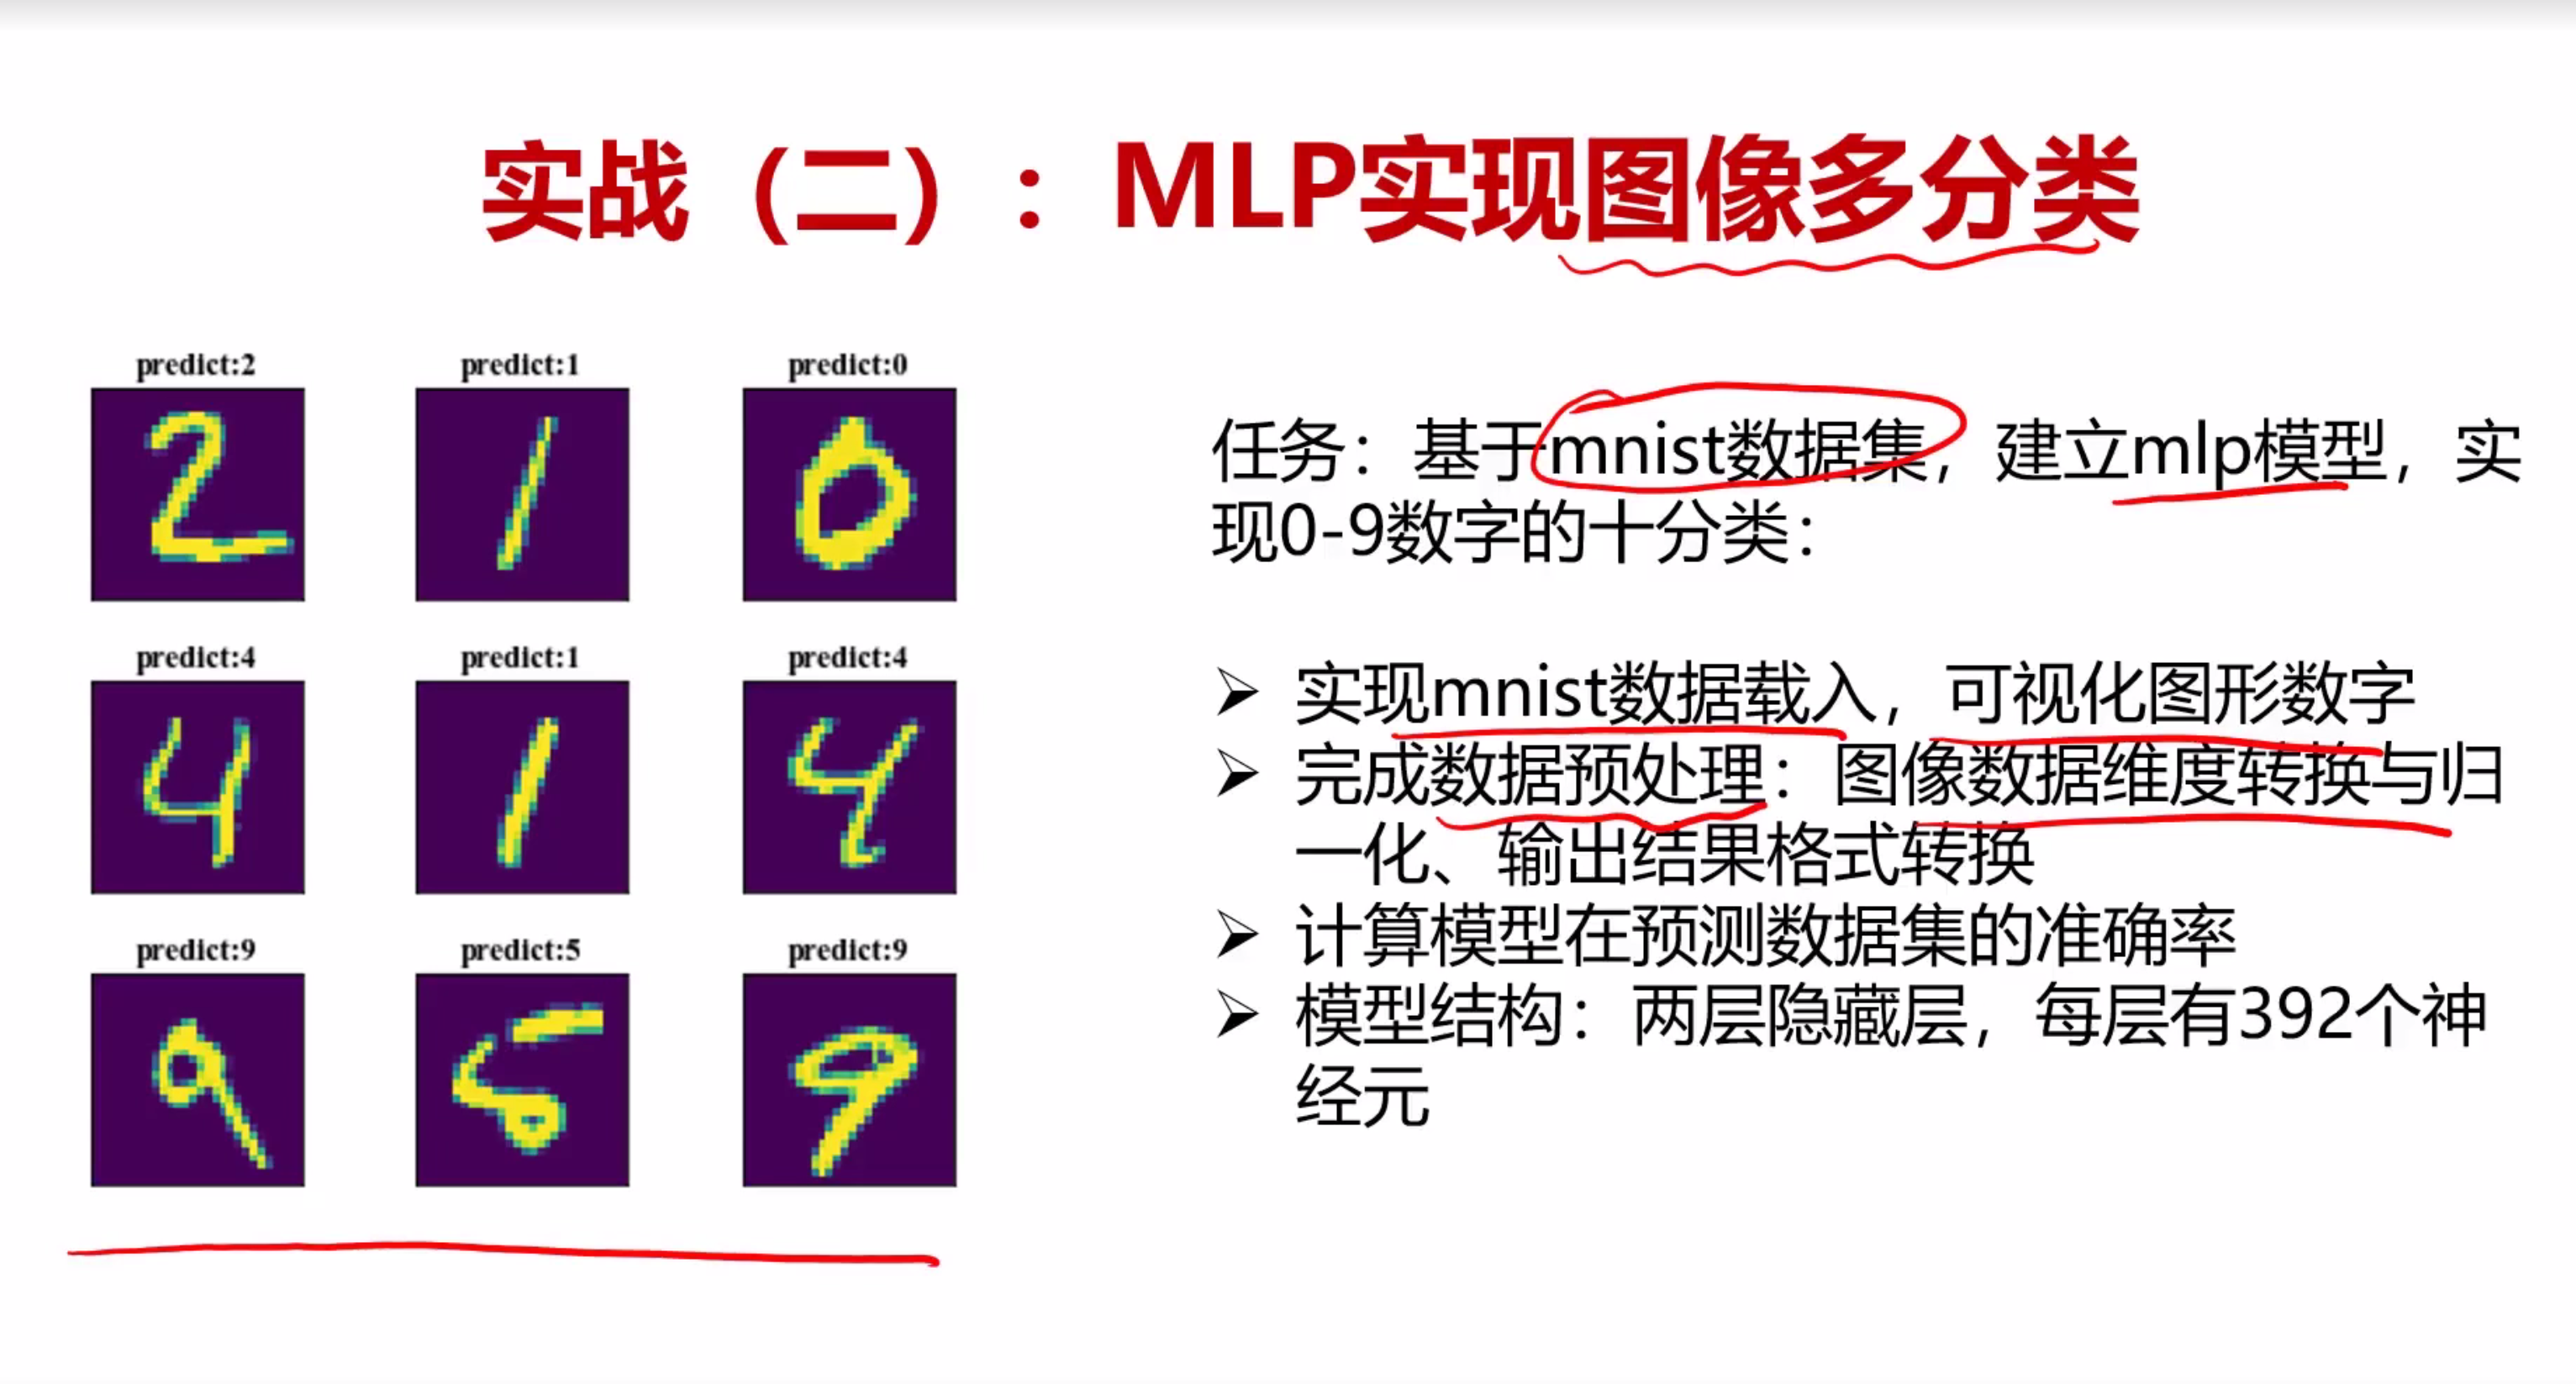 实战（二）：MLP实现图像多分类
predict:2
predict:1
predict:0
predict:4
predict:1
predict:4
predict:9
predict:5
predict:9
任务：基于mnist数据集，建立mlp模型，实
现0-9数字的十分类：
➢ 实现mnist数据载入，可视化图形数字
➢ 完成数据预处理：图像数据维度转换与归
一化、输出结果格式转换
➢ 计算模型在预测数据集的准确率
➢ 模型结构：两层隐藏层，每层有392个神
经元